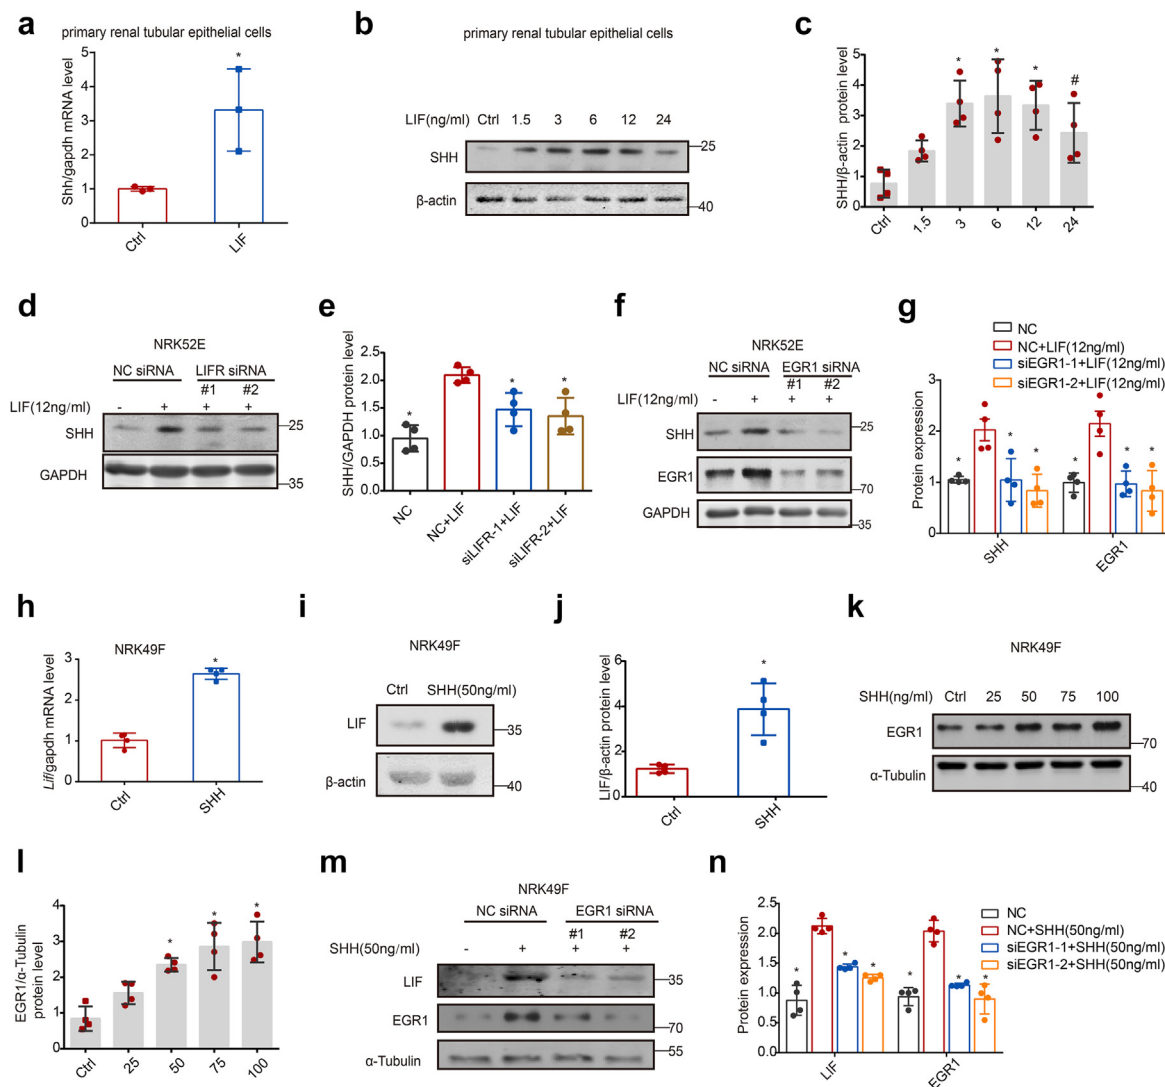 a
primary renal tubular epithelial cells
Shh/gapdh mRNA level
5
4
3
2
1
0
*
Ctrl
LIF
b
primary renal tubular epithelial cells
LIF(ng/ml) Ctrl 1.5 3 6 12 24
SHH
25
β-actin
40
c
SHH/β-actin protein level
5
4
3
2
1
0
* * * #
Ctrl 1.5 3 6 12 24
d
NRK52E
NC siRNA LIFR siRNA
#1 #2
LIF(12ng/ml) - + + +
SHH
25
GAPDH
35
e
SHH/GAPDH protein level
2.5
2.0
1.5
1.0
0.5
0.0
* * *
NC
NC+LIF
siLIFR-1+LIF
siLIFR-2+LIF
f
NRK52E
NC siRNA EGR1 siRNA
#1 #2
LIF(12ng/ml) - + + +
SHH
25
EGR1
70
GAPDH
35
g
NC
NC+LIF(12ng/ml)
siEGR1-1+LIF(12ng/ml)
siEGR1-2+LIF(12ng/ml)
Protein expression
3
2
1
0
* * * * * *
SHH
EGR1
h
NRK49F
Lif/gapdh mRNA level
3
2
1
0
*
Ctrl
SHH
i
NRK49F
Ctrl SHH(50ng/ml)
LIF
35
β-actin
40
j
LIF/β-actin protein level
6
4
2
0
*
Ctrl
SHH
k
NRK49F
SHH(ng/ml) Ctrl 25 50 75 100
EGR1
70
α-Tubulin
40
l
EGR1/α-Tubulin
protein level
4
3
2
1
0
* * *
Ctrl 25 50 75 100
m
NRK49F
NC siRNA EGR1 siRNA
#1 #2
SHH(50ng/ml) - + + +
LIF
35
EGR1
70
α-Tubulin
55
n
NC
NC+SHH(50ng/ml)
siEGR1-1+SHH(50ng/ml)
siEGR1-2+SHH(50ng/ml)
Protein expression
2.5
2.0
1.5
1.0
0.5
0.0
* * * * * *
LIF
EGR1